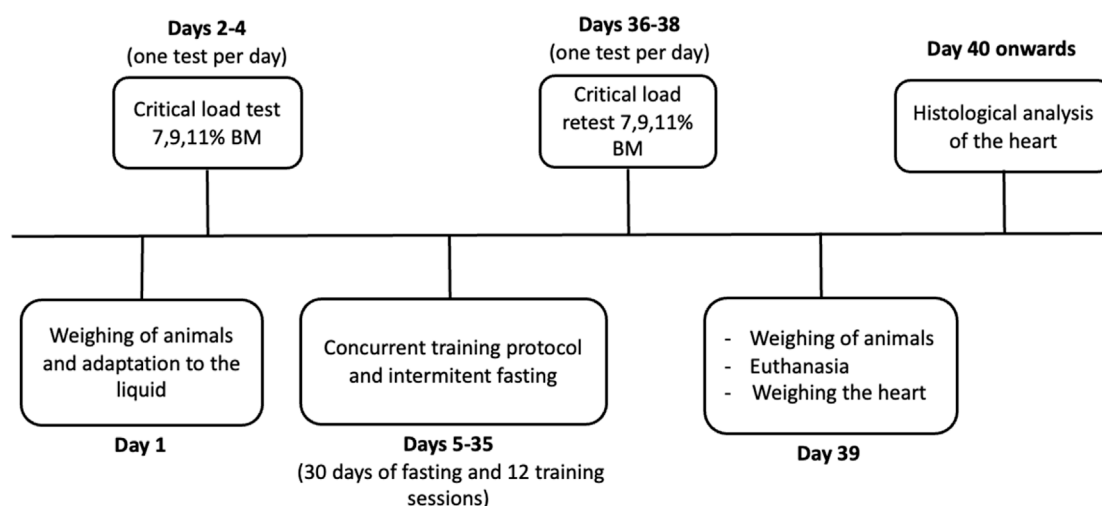 Days 2-4
(one test per day)
Critical load test
7,9,11% BM
Days 36-38
(one test per day)
Critical load
retest 7,9,11%
BM
Day 40 onwards
Histological analysis
of the heart
Weighing of animals
and adaptation to the
liquid
Day 1
Concurrent training protocol
and intermitent fasting
Days 5-35
(30 days of fasting and 12 training
sessions)
- Weighing of animals
- Euthanasia
- Weighing the heart
Day 39